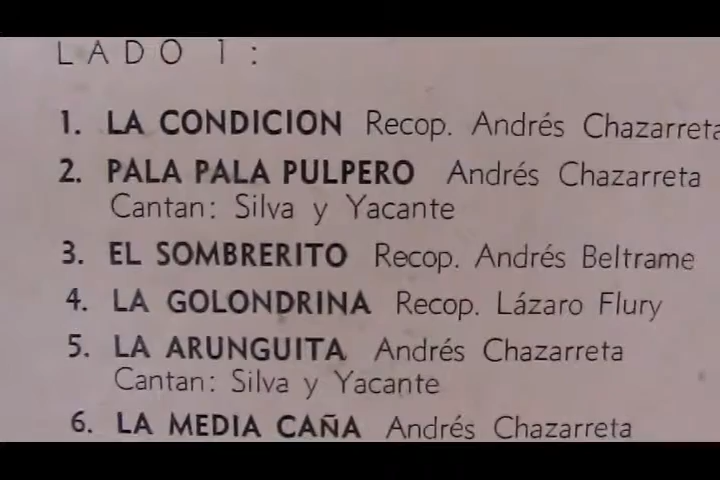 LADO 1:
1. LA CONDICION Recop. Andrés Chazarreta
2. PALA PALA PULPERO Andrés Chazarreta
Cantan: Silva y Yacante
3. EL SOMBRERITO Recop. Andrés Beltrame
4. LA GOLONDRINA Recop. Lázaro Flury
5. LA ARUNGUITA Andrés Chazarreta
Cantan: Silva y Yacante
6. LA MEDIA CAÑA Andrés Chazarreta